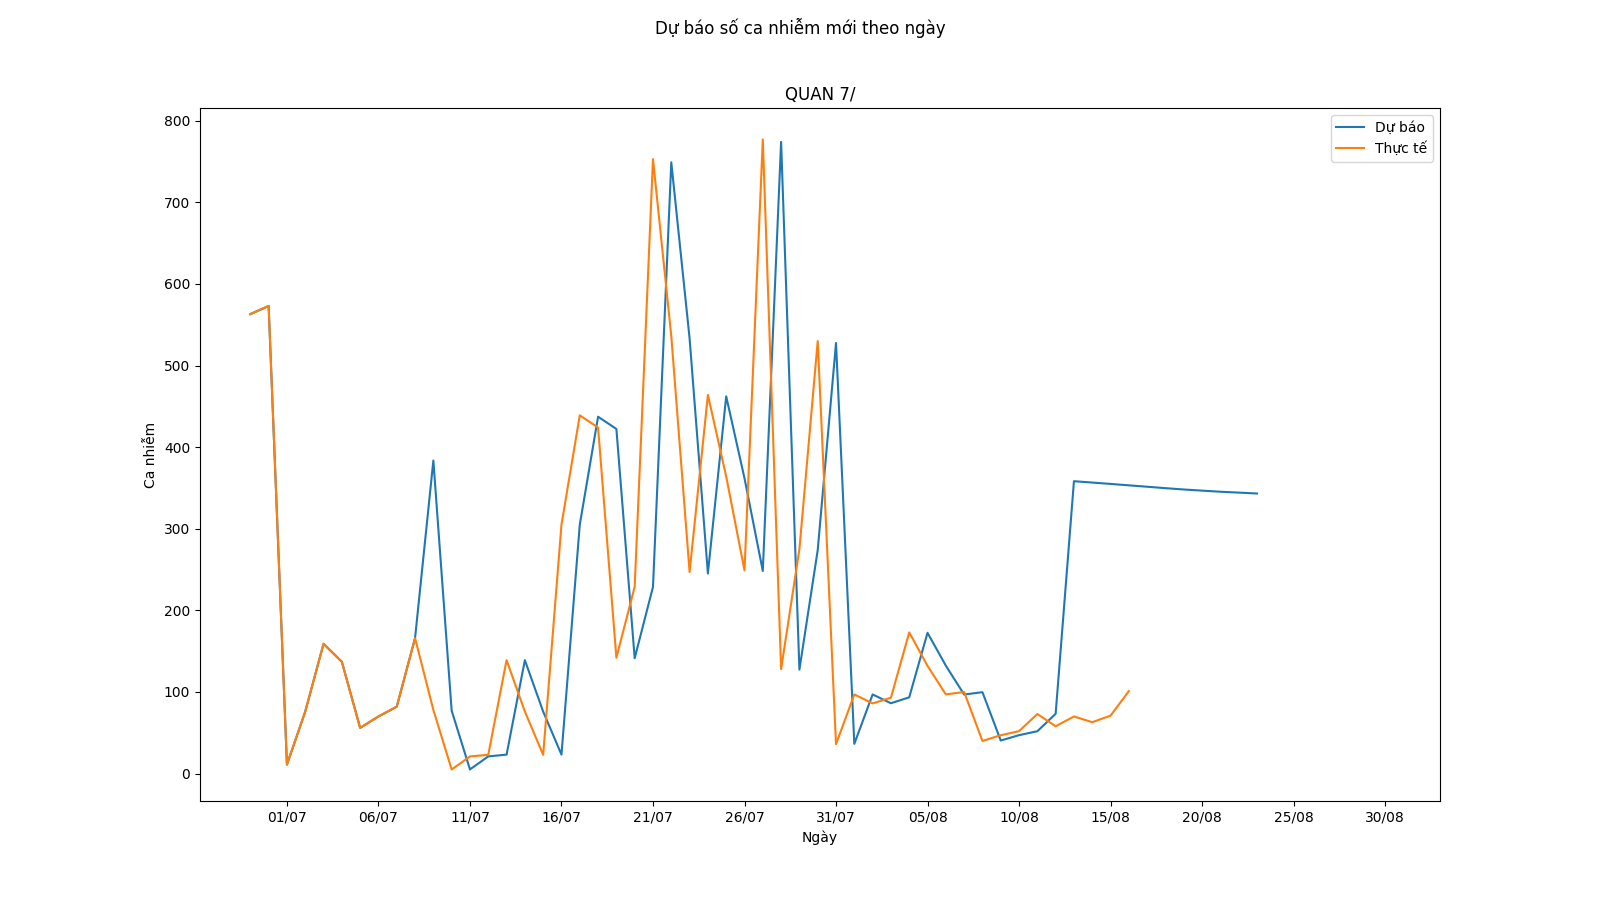 Dự báo số ca nhiễm mới theo ngày
QUAN 7/
Dự báo
Thực tế
Ca nhiễm
800
700
600
500
400
300
200
100
0
01/07 06/07 11/07 16/07 21/07 26/07 31/07 05/08 10/08 15/08 20/08 25/08 30/08
Ngày